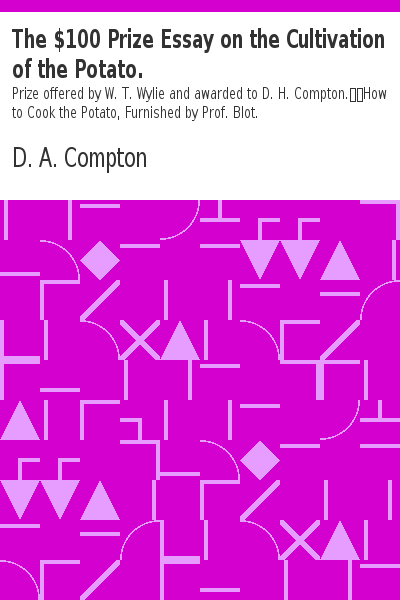 The $100 Prize Essay on the Cultivation
of the Potato.
Prize offered by W. T. Wylie and awarded to D. H. Compton.▯▯How
to Cook the Potato, Furnished by Prof. Blot.
D. A. Compton